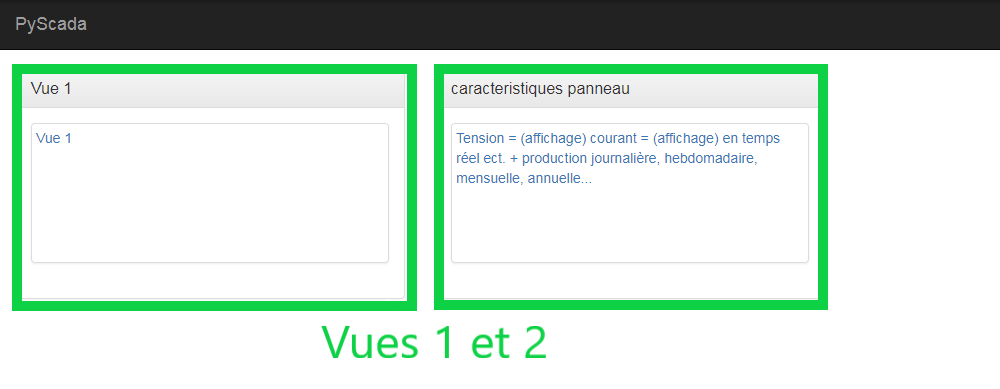 PyScada
Vue 1
Vue 1
caracteristiques panneau
Tension = (affichage) courant = (affichage) en temps
réel ect. + production journalière, hebdomadaire,
mensuelle, annuelle...
Vues 1 et 2